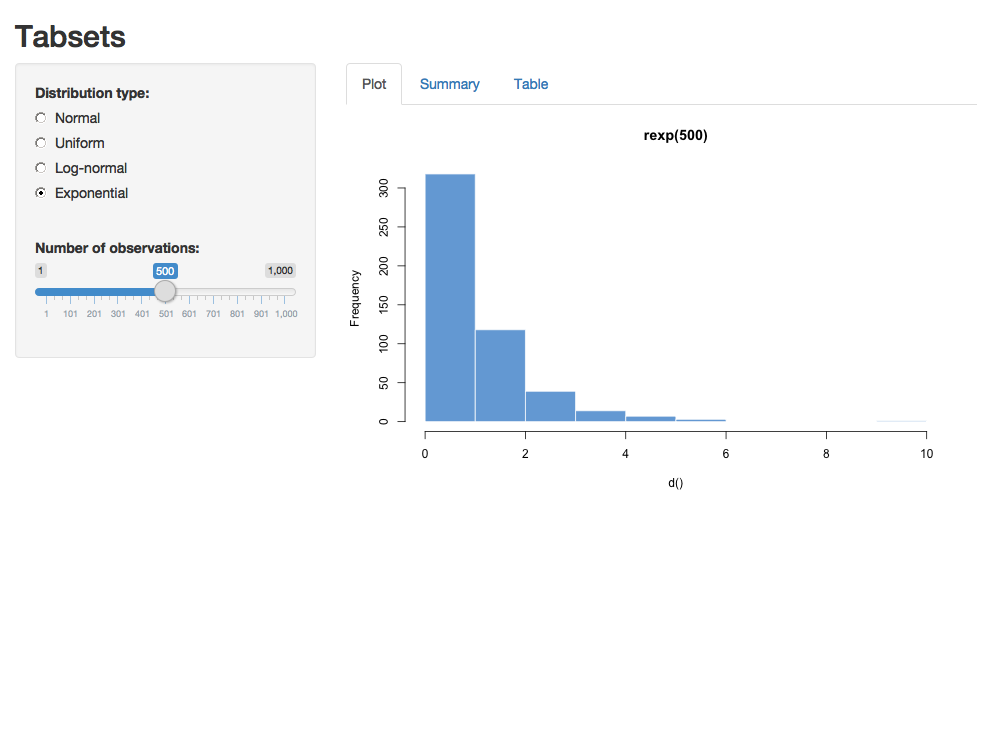 Tabsets
Distribution type:
Normal
Uniform
Log-normal
Exponential
Number of observations:
1 500 1,000
1 101 201 301 401 501 601 701 801 901 1,000
Plot Summary Table
rexp(500)
Frequency
300
250
200
150
100
50
0
0 2 4 6 8 10
d()